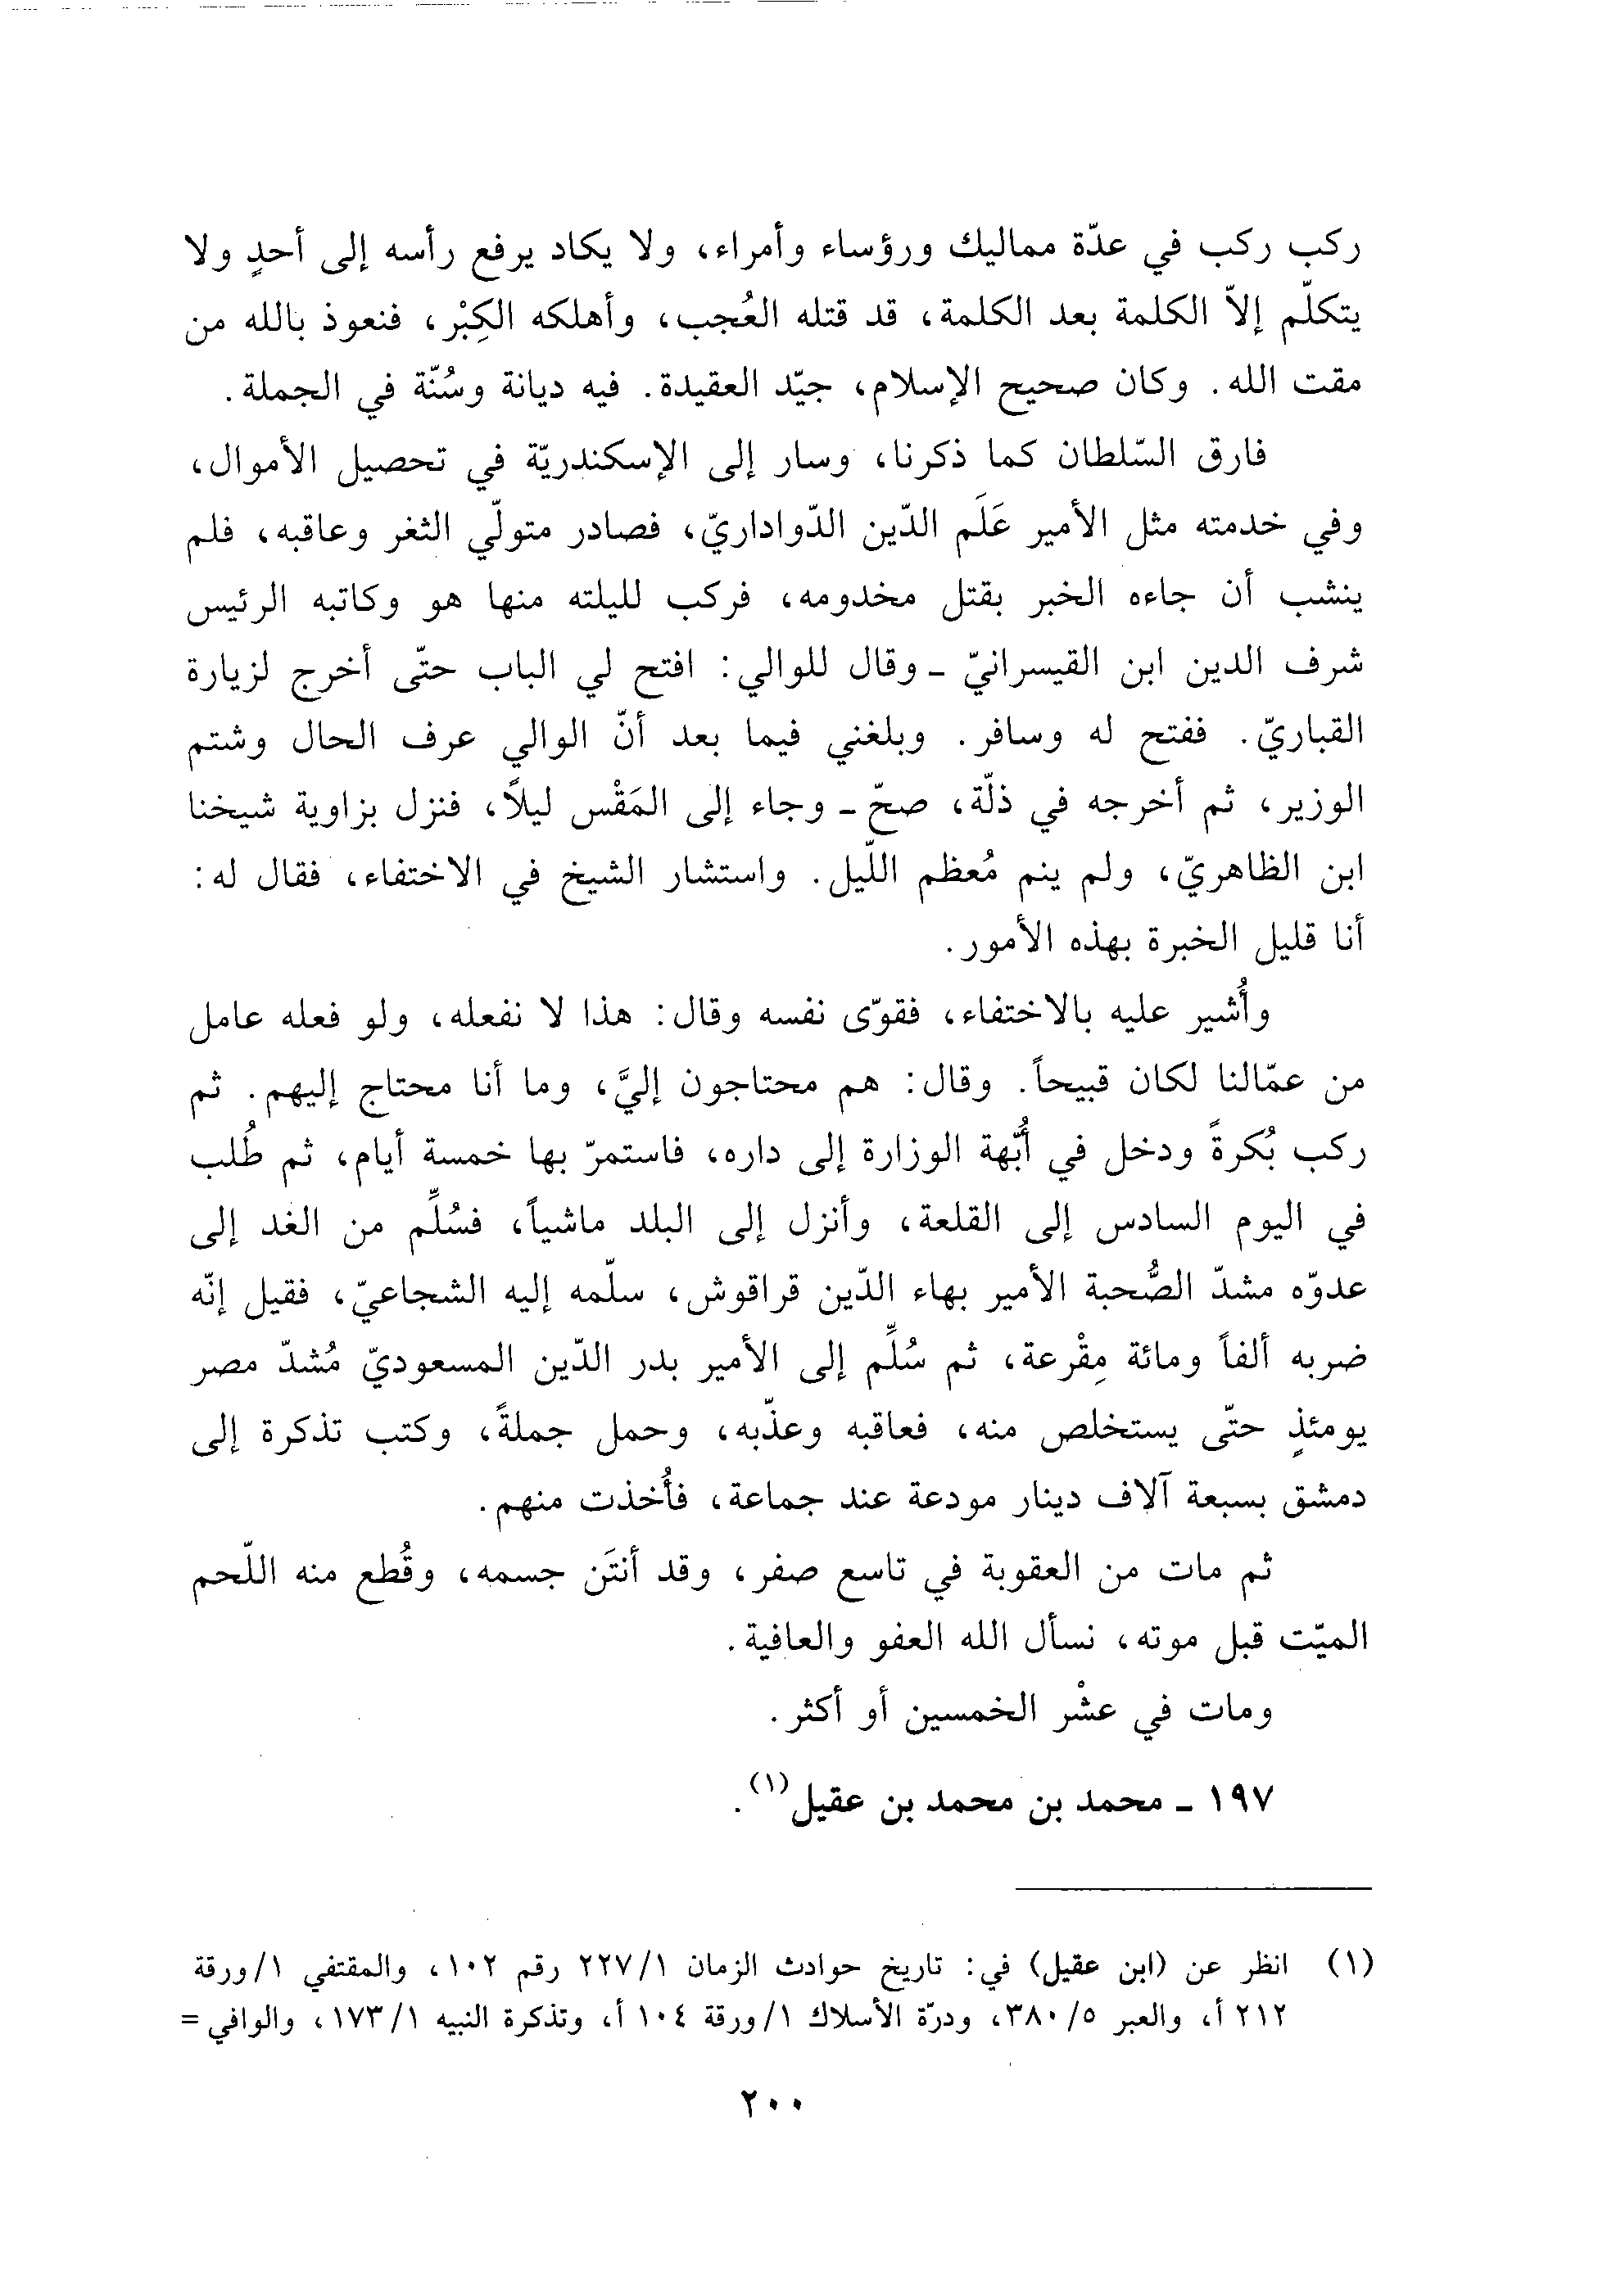 ركب ركب في عدّة مماليك ورؤساء وأمراء، ولا يكاد يرفع رأسه إلى أحدٍ ولا
يتكلّم إلاّ الكلمة بعد الكلمة، قد قتله العُجب، وأهلكه الكِبْر، فنعوذ بالله من
مقت الله. وكان صحيح الإسلام، جيّد العقيدة. فيه ديانة وسُنّة في الجملة.
فارق السّلطان كما ذكرنا، وسار إلى الإسكندريّة في تحصيل الأموال،
وفي خدمته مثل الأمير عَلَم الدّين الدّواداريّ، فصادر متولّي الثغر وعاقبه، فلم
ينشب أن جاءه الخبر بقتل مخدومه، فركب لليلته منها هو وكاتبه الرئيس
شرف الدين ابن القيسرانيّ ـ وقال للوالي: افتح لي الباب حتّى أخرج لزيارة
القباريّ. ففتح له وسافر. وبلغني فيما بعد أنّ الوالي عرف الحال وشتم
الوزير، ثم أخرجه في ذلّة، صحّ ـ وجاء إلى المَقْس ليلاً، فنزل بزاوية شيخنا
ابن الظاهريّ، ولم ينم مُعظم اللّيل. واستشار الشيخ في الاختفاء، فقال له:
أنا قليل الخبرة بهذه الأمور.
وأُشير عليه بالاختفاء، فقوّى نفسه وقال: هذا لا نفعله، ولو فعله عامل
من عمّالنا لكان قبيحاً. وقال: هم محتاجون إليَّ، وما أنا محتاج إليهم. ثم
ركب بُكرةً ودخل في أُبّهة الوزارة إلى داره، فاستمرّ بها خمسة أيام، ثم طُلب
في اليوم السادس إلى القلعة، وأنزل إلى البلد ماشياً، فسُلِّم من الغد إلى
عدوّه مشدّ الصُّحبة الأمير بهاء الدّين قراقوش، سلّمه إليه الشجاعيّ، فقيل إنّه
ضربه ألفاً ومائة مِقْرعة، ثم سُلِّم إلى الأمير بدر الدّين المسعوديّ مُشدّ مصر
يومئذٍ حتّى يستخلص منه، فعاقبه وعذّبه، وحمل جملةً، وكتب تذكرة إلى
دمشق بسبعة آلاف دينار مودعة عند جماعة، فأُخذت منهم.
ثم مات من العقوبة في تاسع صفر، وقد أنتَن جسمه، وقُطع منه اللّحم
الميّت قبل موته، نسأل الله العفو والعافية.
ومات في عشْر الخمسين أو أكثر.
١٩٧ ـ محمد بن محمد بن عقيل(١).
(١) انظر عن (ابن عقيل) في: تاريخ حوادث الزمان ١/ ٢٢٧ رقم ١٠٢، والمقتفي ١/ ورقة
٢١٢ أ، والعبر ٥/ ٣٨٠، ودرّة الأسلاك ١/ ورقة ١٠٤ أ، وتذكرة النبيه ١/ ١٧٣، والوافي =
٢٠٠